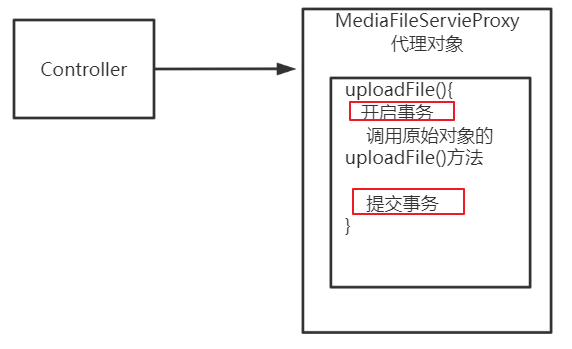 Controller
MediaFileServieProxy
代理对象
uploadFile(){
开启事务
调用原始对象的
uploadFile()方法
提交事务
}